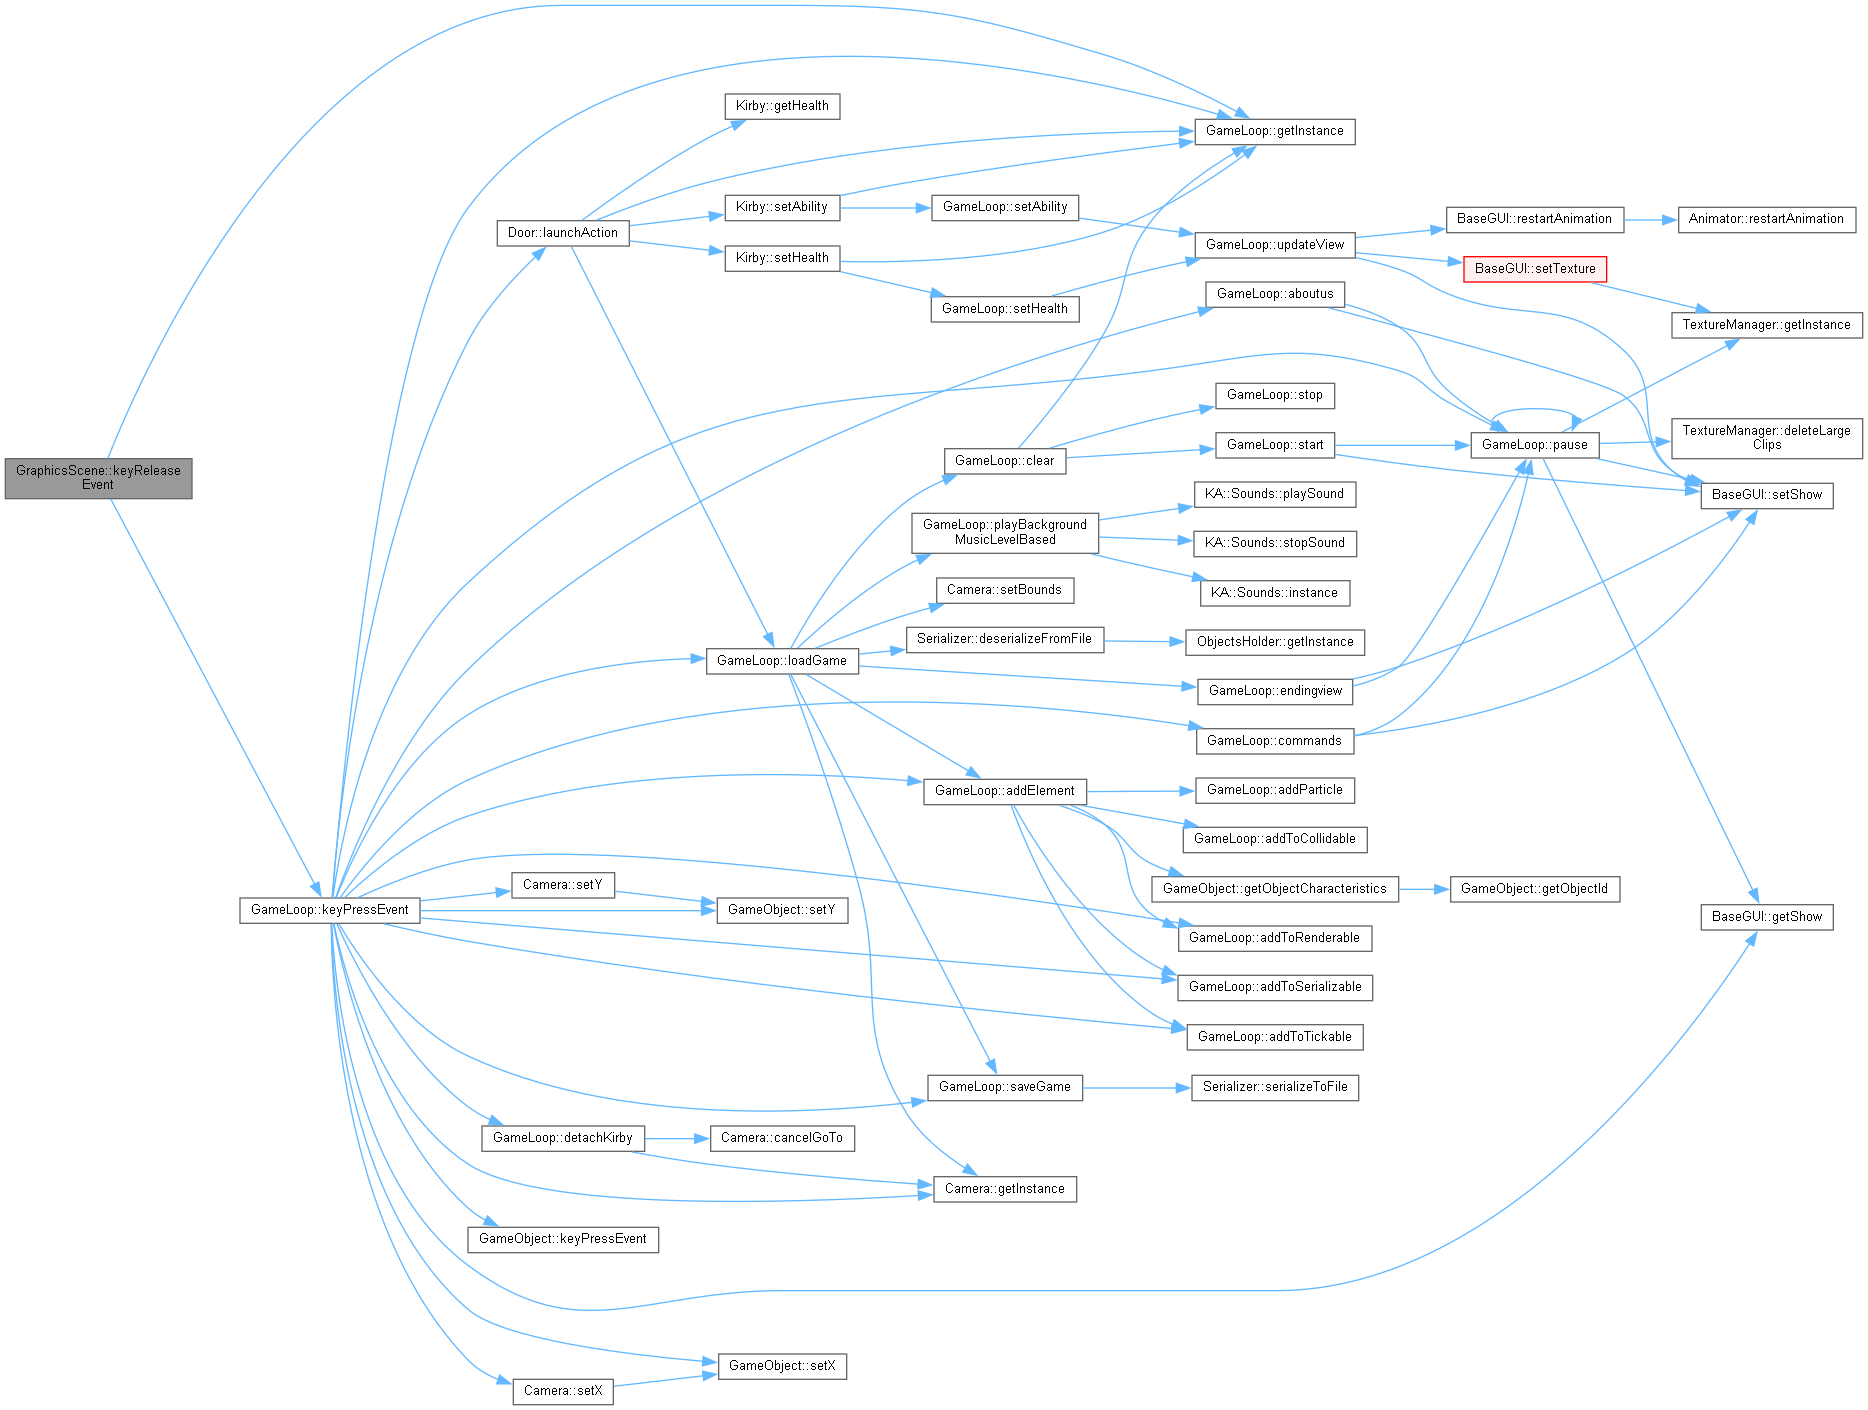 GraphicsScene::keyRelease
Event
GameLoop::keyPressEvent
Door::launchAction
Camera::setY
GameLoop::detachKirby
GameObject::keyPressEvent
Camera::setX
Kirby::getHealth
Kirby::setAbility
Kirby::setHealth
GameLoop::loadGame
GameObject::setY
Camera::cancelGoTo
GameObject::setX
GameLoop::setAbility
GameLoop::setHealth
GameLoop::clear
GameLoop::playBackground
MusicLevelBased
Camera::setBounds
Serializer::deserializeFromFile
GameLoop::addElement
GameLoop::saveGame
Camera::getInstance
GameLoop::getInstance
GameLoop::updateView
GameLoop::aboutus
GameLoop::stop
GameLoop::start
KA::Sounds::playSound
KA::Sounds::stopSound
KA::Sounds::instance
ObjectsHolder::getInstance
GameLoop::endingview
GameLoop::commands
GameLoop::addParticle
GameLoop::addToCollidable
GameObject::getObjectCharacteristics
GameLoop::addToRenderable
GameLoop::addToSerializable
GameLoop::addToTickable
Serializer::serializeToFile
BaseGUI::restartAnimation
BaseGUI::setTexture
GameLoop::pause
GameObject::getObjectId
Animator::restartAnimation
TextureManager::getInstance
TextureManager::deleteLarge
Clips
BaseGUI::setShow
BaseGUI::getShow